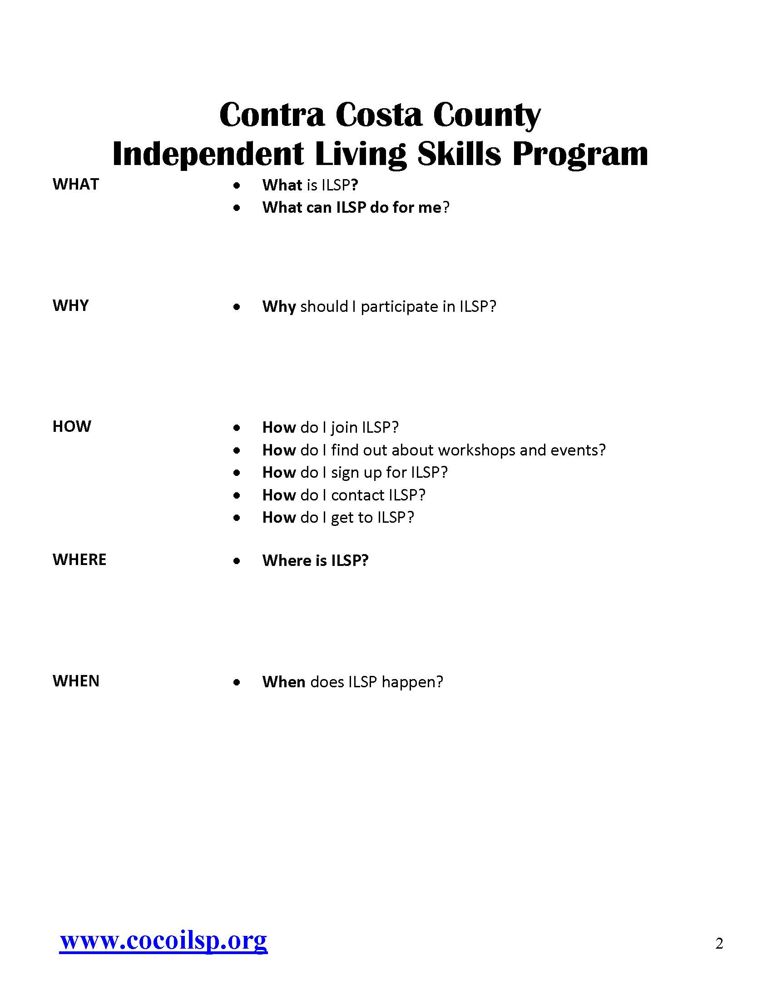 Contra Costa County
Independent Living Skills Program
WHAT
• What is ILSP?
• What can ILSP do for me?
WHY
• Why should I participate in ILSP?
HOW
• How do I join ILSP?
• How do I find out about workshops and events?
• How do I sign up for ILSP?
• How do I contact ILSP?
• How do I get to ILSP?
WHERE
• Where is ILSP?
WHEN
• When does ILSP happen?
www.cocoilsp.org
2